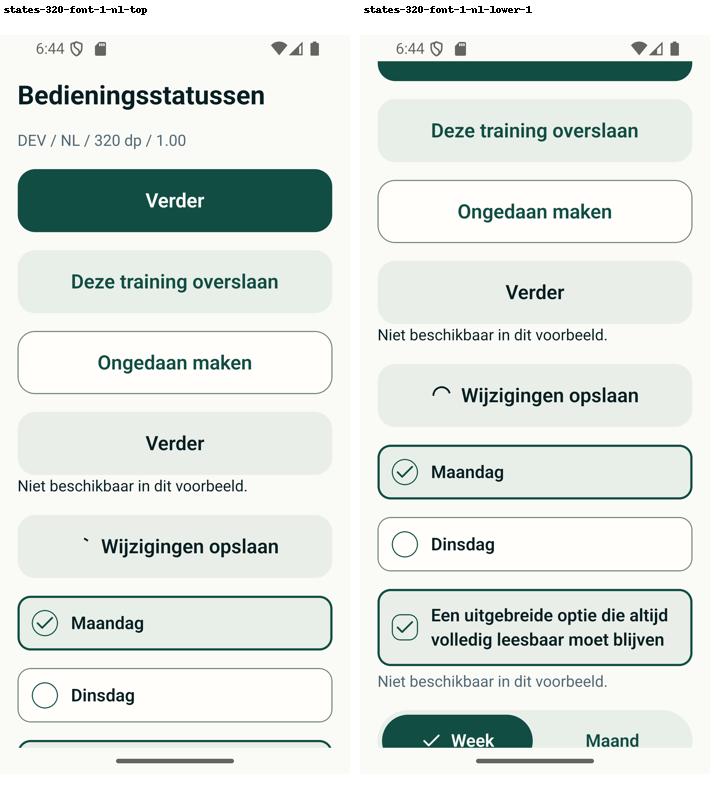 states-320-font-1-nl-top
6:44
Bedieningsstatussen
DEV / NL / 320 dp / 1.00
Verder
Deze training overslaan
Ongedaan maken
Verder
Niet beschikbaar in dit voorbeeld.
Wijzigingen opslaan
Maandag
Dinsdag
states-320-font-1-nl-lower-1
6:44
Deze training overslaan
Ongedaan maken
Verder
Niet beschikbaar in dit voorbeeld.
Wijzigingen opslaan
Maandag
Dinsdag
Een uitgebreide optie die altijd
volledig leesbaar moet blijven
Niet beschikbaar in dit voorbeeld.
Week Maand